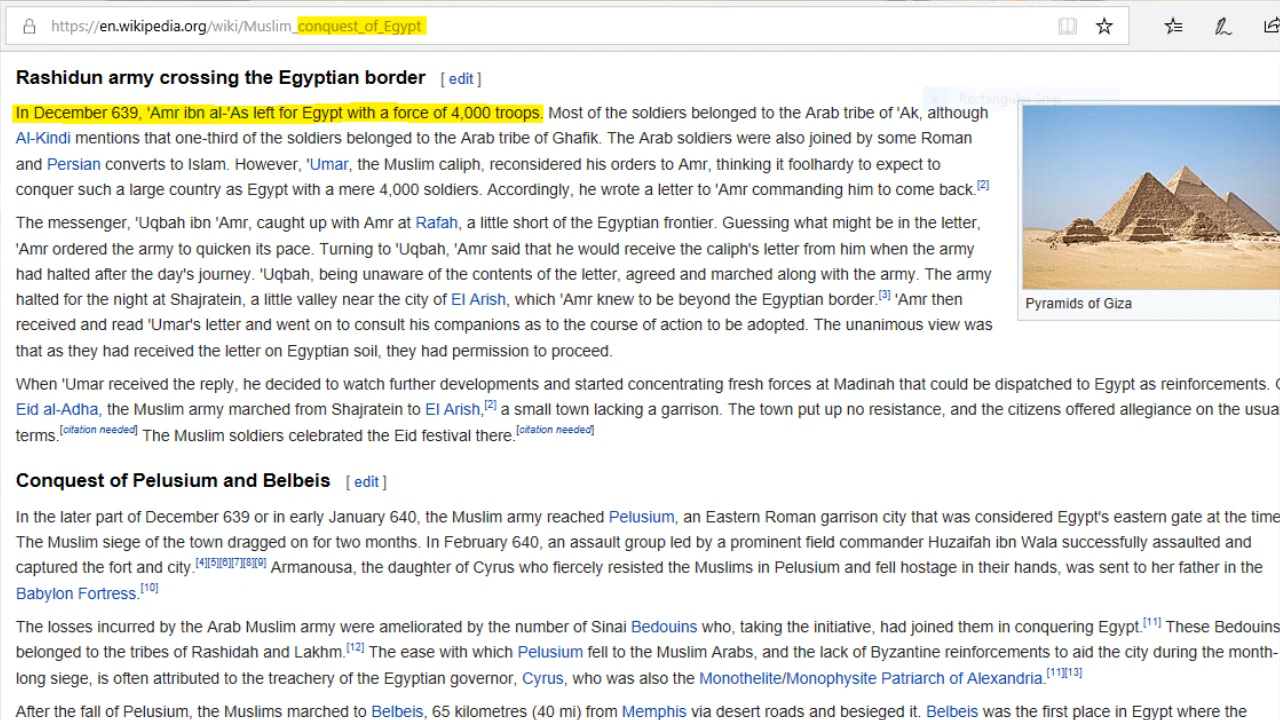 https://en.wikipedia.org/wiki/Muslim_conquest_of_Egypt
Rashidun army crossing the Egyptian border [ edit ]
In December 639, 'Amr ibn al-'As left for Egypt with a force of 4,000 troops. Most of the soldiers belonged to the Arab tribe of 'Ak, although
Al-Kindi mentions that one-third of the soldiers belonged to the Arab tribe of Ghafik. The Arab soldiers were also joined by some Roman
and Persian converts to Islam. However, 'Umar, the Muslim caliph, reconsidered his orders to Amr, thinking it foolhardy to expect to
conquer such a large country as Egypt with a mere 4,000 soldiers. Accordingly, he wrote a letter to 'Amr commanding him to come back.[2]
The messenger, 'Uqbah ibn 'Amr, caught up with Amr at Rafah, a little short of the Egyptian frontier. Guessing what might be in the letter,
'Amr ordered the army to quicken its pace. Turning to 'Uqbah, 'Amr said that he would receive the caliph's letter from him when the army
had halted after the day's journey. 'Uqbah, being unaware of the contents of the letter, agreed and marched along with the army. The army
halted for the night at Shajratein, a little valley near the city of El Arish, which 'Amr knew to be beyond the Egyptian border.[3] 'Amr then
received and read 'Umar's letter and went on to consult his companions as to the course of action to be adopted. The unanimous view was
that as they had received the letter on Egyptian soil, they had permission to proceed.
Rectangular Snip
Pyramids of Giza
When 'Umar received the reply, he decided to watch further developments and started concentrating fresh forces at Madinah that could be dispatched to Egypt as reinforcements.
Eid al-Adha, the Muslim army marched from Shajratein to El Arish,[2] a small town lacking a garrison. The town put up no resistance, and the citizens offered allegiance on the usua
terms.[citation needed] The Muslim soldiers celebrated the Eid festival there.[citation needed]
Conquest of Pelusium and Belbeis [ edit ]
In the later part of December 639 or in early January 640, the Muslim army reached Pelusium, an Eastern Roman garrison city that was considered Egypt's eastern gate at the time
The Muslim siege of the town dragged on for two months. In February 640, an assault group led by a prominent field commander Huzaifah ibn Wala successfully assaulted and
captured the fort and city.[4][5][6][7][8][9] Armanousa, the daughter of Cyrus who fiercely resisted the Muslims in Pelusium and fell hostage in their hands, was sent to her father in the
Babylon Fortress.[10]
The losses incurred by the Arab Muslim army were ameliorated by the number of Sinai Bedouins who, taking the initiative, had joined them in conquering Egypt.[11] These Bedouins
belonged to the tribes of Rashidah and Lakhm.[12] The ease with which Pelusium fell to the Muslim Arabs, and the lack of Byzantine reinforcements to aid the city during the month-
long siege, is often attributed to the treachery of the Egyptian governor, Cyrus, who was also the Monothelite/Monophysite Patriarch of Alexandria.[11][13]
After the fall of Pelusium, the Muslims marched to Belbeis, 65 kilometres (40 mi) from Memphis via desert roads and besieged it. Belbeis was the first place in Egypt where the